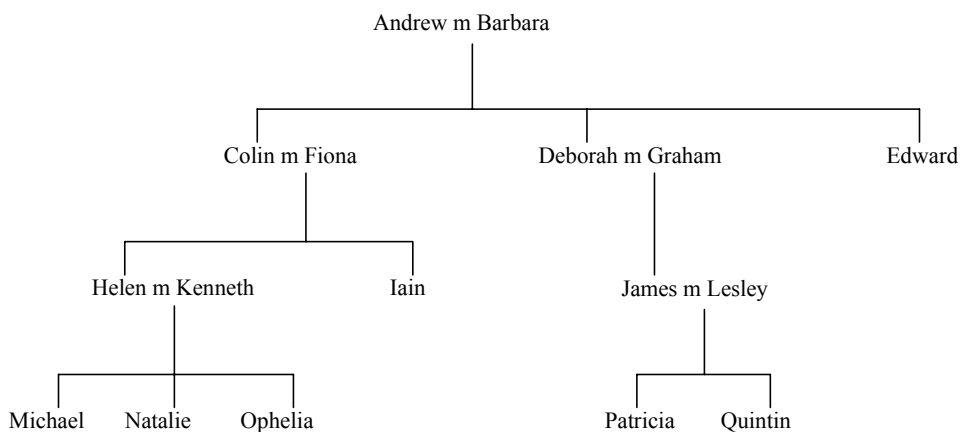 Andrew m Barbara
Colin m Fiona Deborah m Graham Edward
Helen m Kenneth Iain James m Lesley
Michael Natalie Ophelia Patricia Quintin